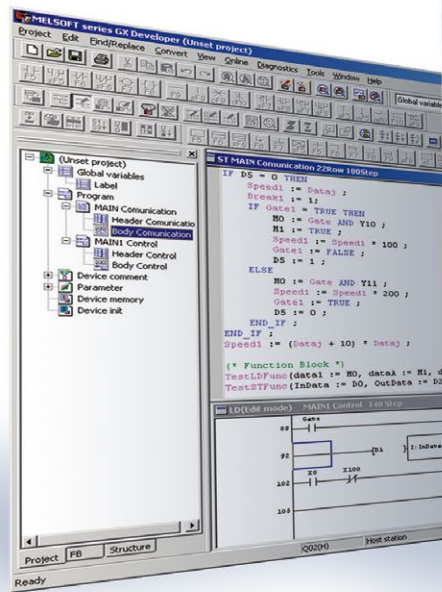 MELSOFT series GX Developer (Unset project)
Project Edit Find/Replace Convert View Online Diagnostics Tools Window Help
Global variable
(Unset project)
Global variables
Label
Program
MAIN Comunication
Header Comunicatio
Body Comunication
MAIN1 Control
Header Control
Body Control
Device comment
Parameter
Device memory
Device init
Project FB Structure
Ready
ST MAIN Comunication 22Row 180Step
IF D5 = 0 THEN
Speed1 := Dataj ;
Break1 := 1;
IF Gate1 = TRUE THEN
M0 := Gate AND Y10 ;
M1 := TRUE ;
Speed1 := Speed1 * 100 ;
Gate1 := FALSE ;
D5 := 1 ;
ELSE
M0 := Gate AND Y11 ;
Speed1 := Speed1 * 200 ;
Gate1 := TRUE ;
D5 := 0 ;
END_IF ;
END_IF ;
Speed1 := (Dataj + 10) * Dataj ;
(* Function Block *)
TestLDFunc(data1 := M0, dataA := M1, d
TestSTFunc(InData := D0, OutData := D2
LD(Edit mode) MAIN1 Control 140 Step
Gate
89
98
D1
I:InData
X0 X100
102
105
Q02(H) Host station